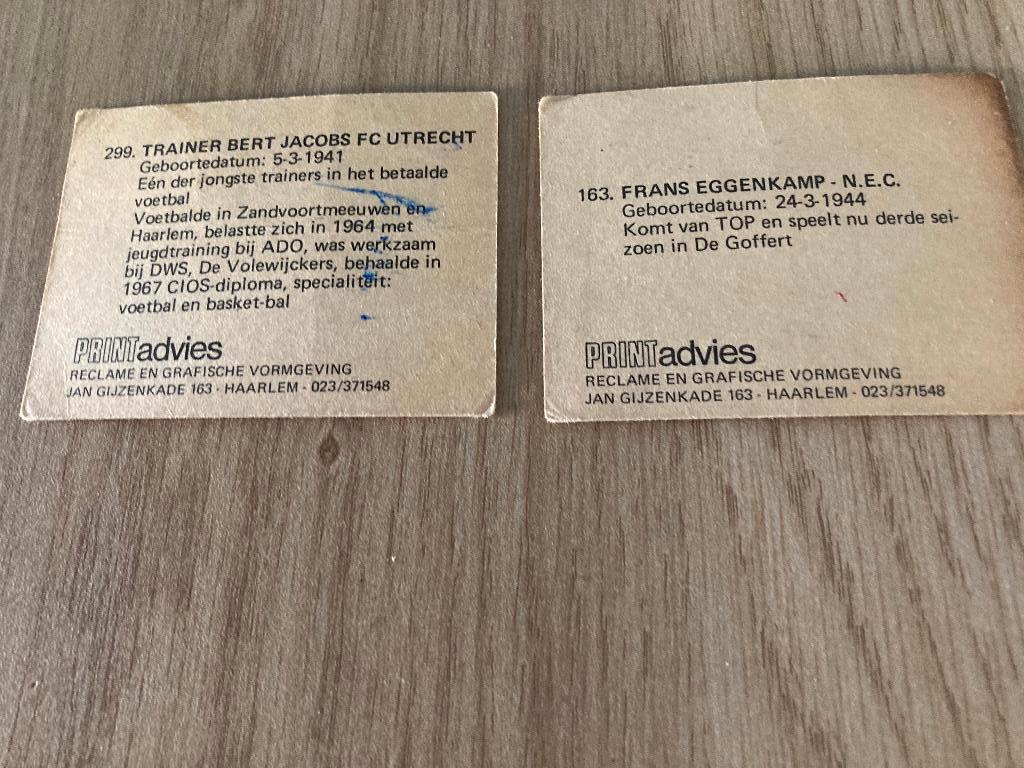 299. TRAINER BERT JACOBS FC UTRECHT
Geboortedatum: 5-3-1941
Eén der jongste trainers in het betaalde
voetbal
Voetbalde in Zandvoortmeeuwen en
Haarlem, belastte zich in 1964 met
jeugdtraining bij ADO, was werkzaam
bij DWS, De Volewijckers, behaalde in
1967 CIOS-diploma, specialiteit:
voetbal en basket-bal
PRINTadvies
RECLAME EN GRAFISCHE VORMGEVING
JAN GIJZENKADE 163 - HAARLEM - 023/371548
163. FRANS EGGENKAMP - N.E.C.
Geboortedatum: 24-3-1944
Komt van TOP en speelt nu derde sei-
zoen in De Goffert
PRINTadvies
RECLAME EN GRAFISCHE VORMGEVING
JAN GIJZENKADE 163 - HAARLEM - 023/371548